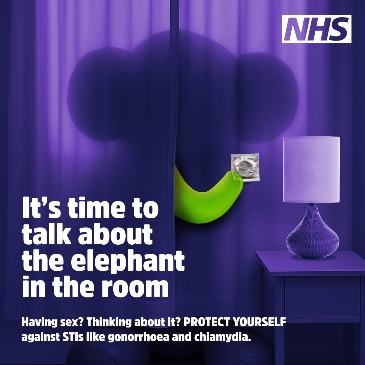 NHS
It's time to
talk about
the elephant
in the room
Having sex? Thinking about it? PROTECT YOURSELF
against STIs like gonorrhoea and chlamydia.